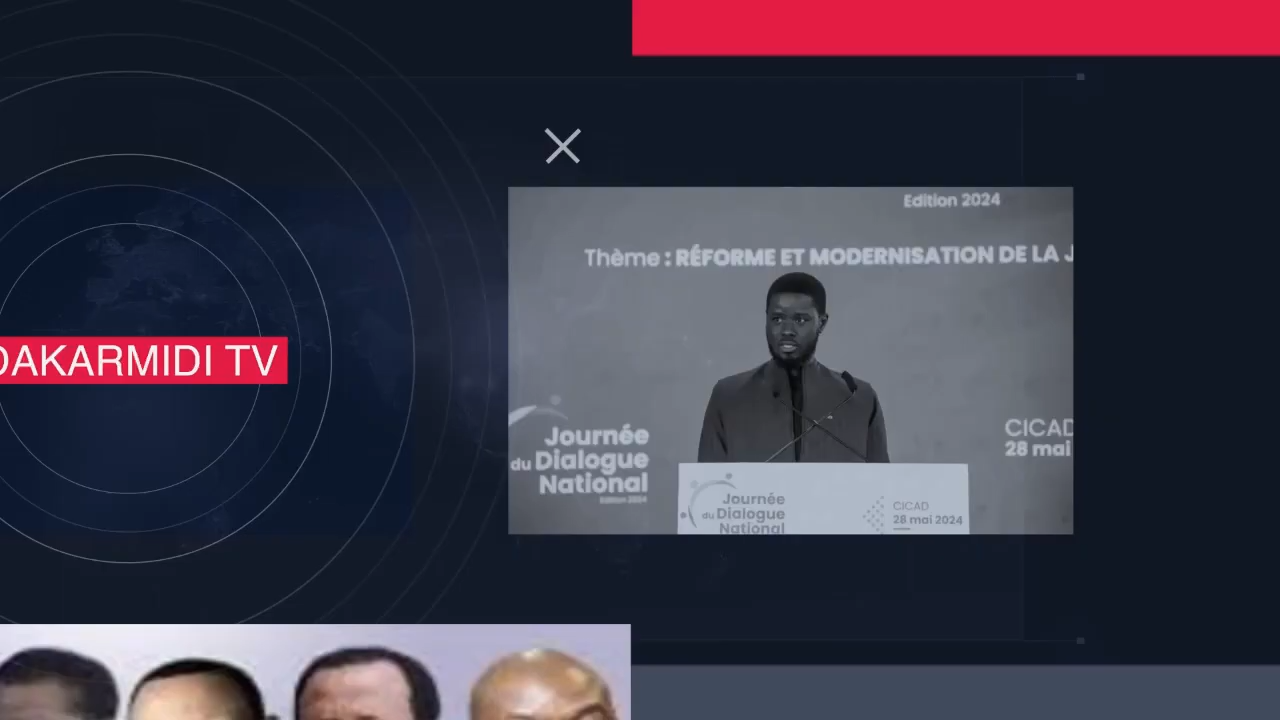 Edition 2024
Thème : RÉFORME ET MODERNISATION DE LA J
DAKARMIDI TV
Journée
du Dialogue
National
Edition 2024
CICAD
28 mai
Journée
du Dialogue
National
CICAD
28 mai 2024